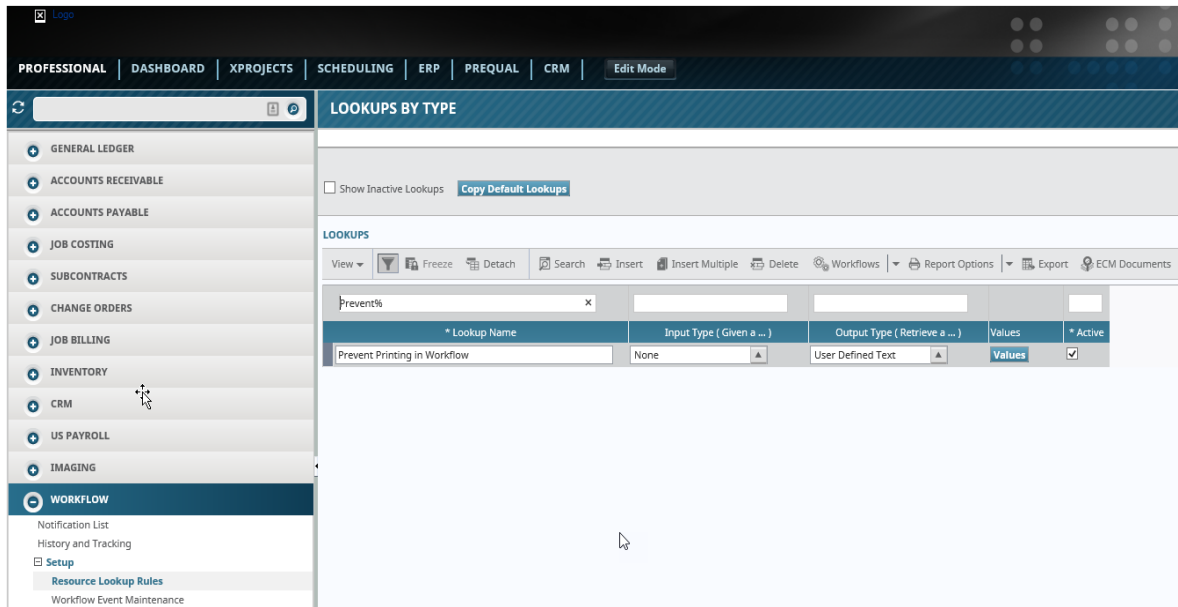 Logo
PROFESSIONAL DASHBOARD XPROJECTS SCHEDULING ERP PREQUAL CRM Edit Mode
LOOKUPS BY TYPE
GENERAL LEDGER
ACCOUNTS RECEIVABLE
ACCOUNTS PAYABLE
JOB COSTING
SUBCONTRACTS
CHANGE ORDERS
JOB BILLING
INVENTORY
CRM
US PAYROLL
IMAGING
WORKFLOW
Notification List
History and Tracking
Setup
Resource Lookup Rules
Workflow Event Maintenance
Show Inactive Lookups Copy Default Lookups
LOOKUPS
View Freeze Detach Search Insert Insert Multiple Delete Workflows Report Options Export ECM Documents
Prevent%
* Lookup Name Input Type ( Given a ... ) Output Type ( Retrieve a ... ) Values * Active
Prevent Printing in Workflow None User Defined Text Values